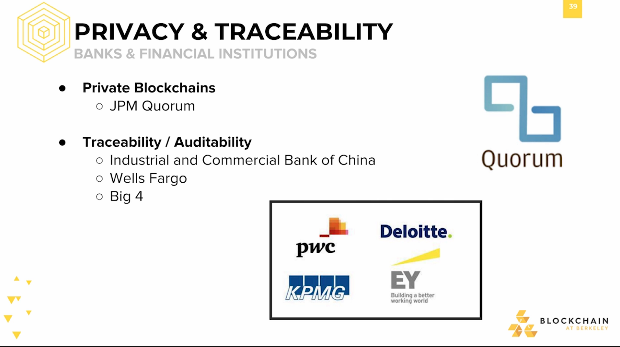 39
PRIVACY & TRACEABILITY
BANKS & FINANCIAL INSTITUTIONS
● Private Blockchains
○ JPM Quorum
● Traceability / Auditability
○ Industrial and Commercial Bank of China
○ Wells Fargo
○ Big 4
Quorum
pwc
Deloitte.
KPMG
EY
Building a better
working world
BLOCKCHAIN
AT BERKELEY